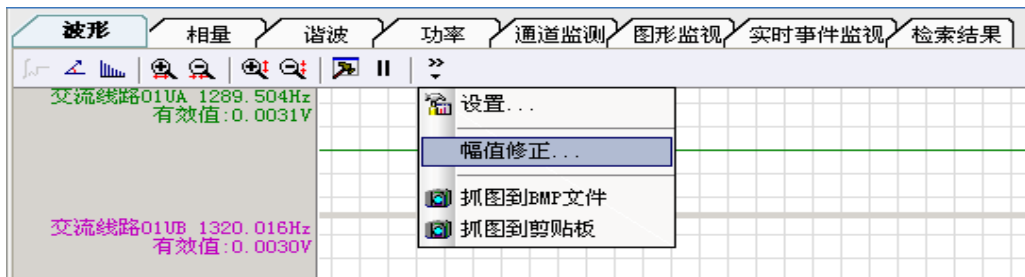 波形 相量 谐波 功率 通道监测 图形监视 实时事件监视 检索结果
交流线路01UA 1289.504Hz
有效值:0.0031V
设置...
幅值修正...
抓图到BMP文件
抓图到剪贴板
交流线路01UB 1320.016Hz
有效值:0.0030V